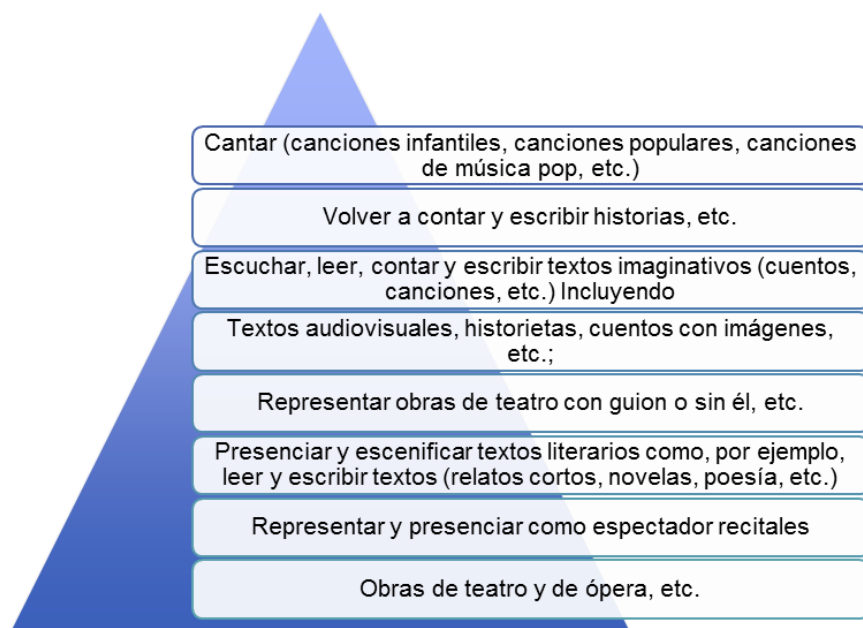 Cantar (canciones infantiles, canciones populares, canciones
de música pop, etc.)
Volver a contar y escribir historias, etc.
Escuchar, leer, contar y escribir textos imaginativos (cuentos,
canciones, etc.) Incluyendo
Textos audiovisuales, historietas, cuentos con imágenes,
etc.;
Representar obras de teatro con guion o sin él, etc.
Presenciar y escenificar textos literarios como, por ejemplo,
leer y escribir textos (relatos cortos, novelas, poesía, etc.)
Representar y presenciar como espectador recitales
Obras de teatro y de ópera, etc.